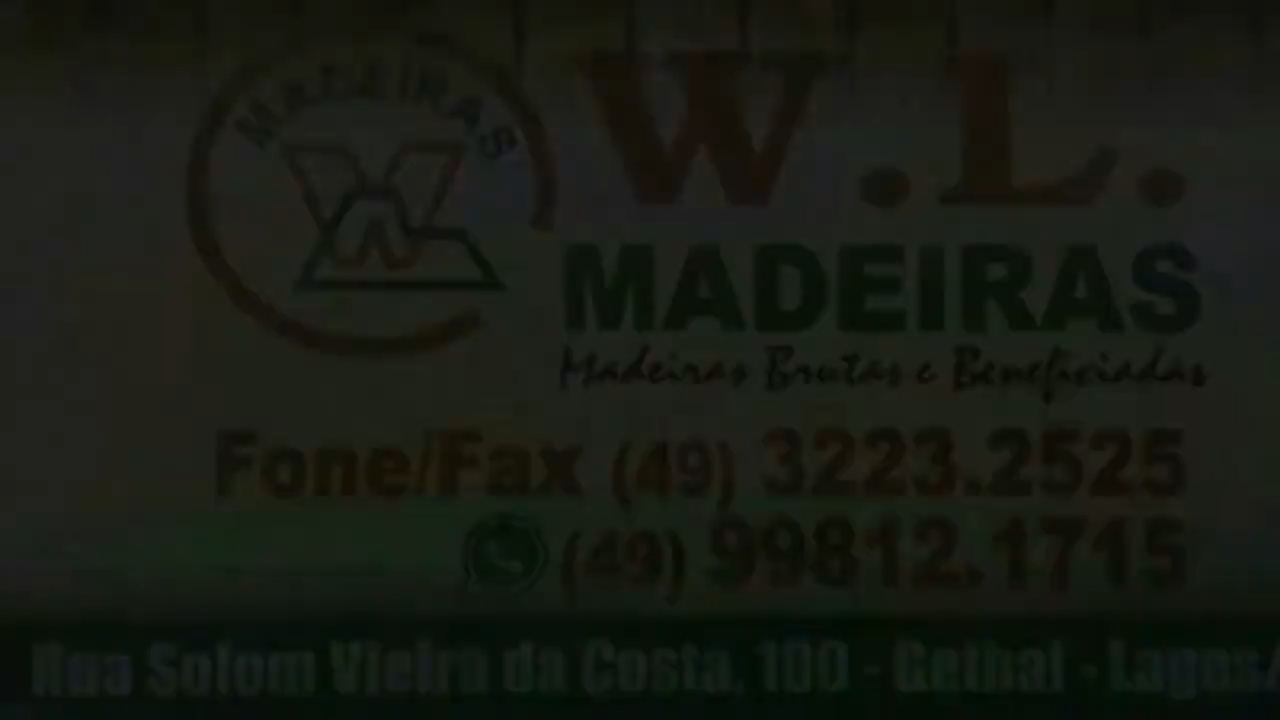 MADEIRAS
W.L.
MADEIRAS
Madeiras Brutas e Beneficiadas
Fone/Fax (49) 3223.2525
(49) 99812.1715
Rua Solom Vieira da Costa, 100 - Gethal - Lages/